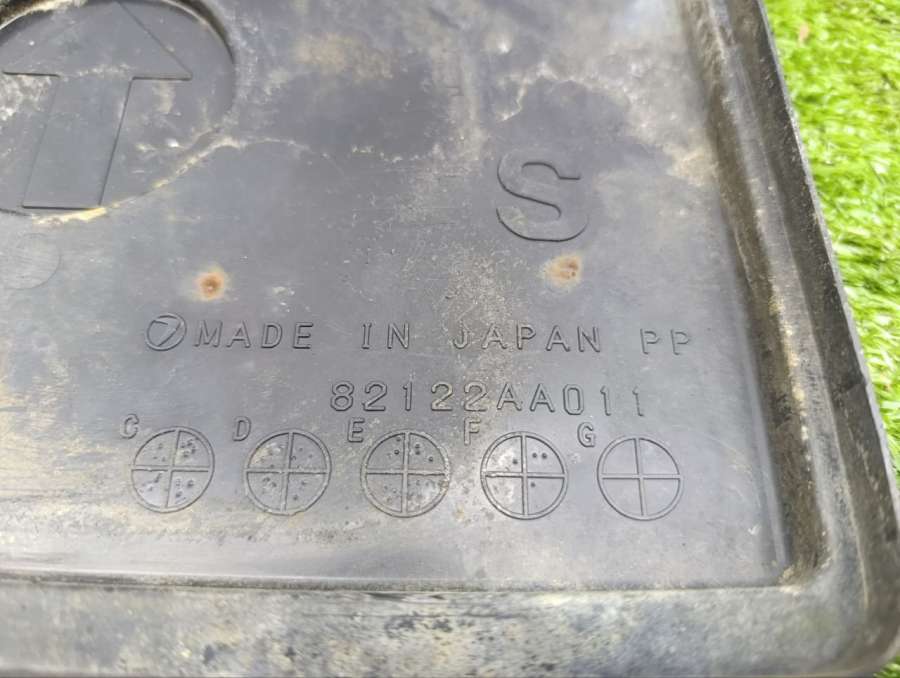 S
MADE IN JAPAN PP
82122AA011
C D E F G